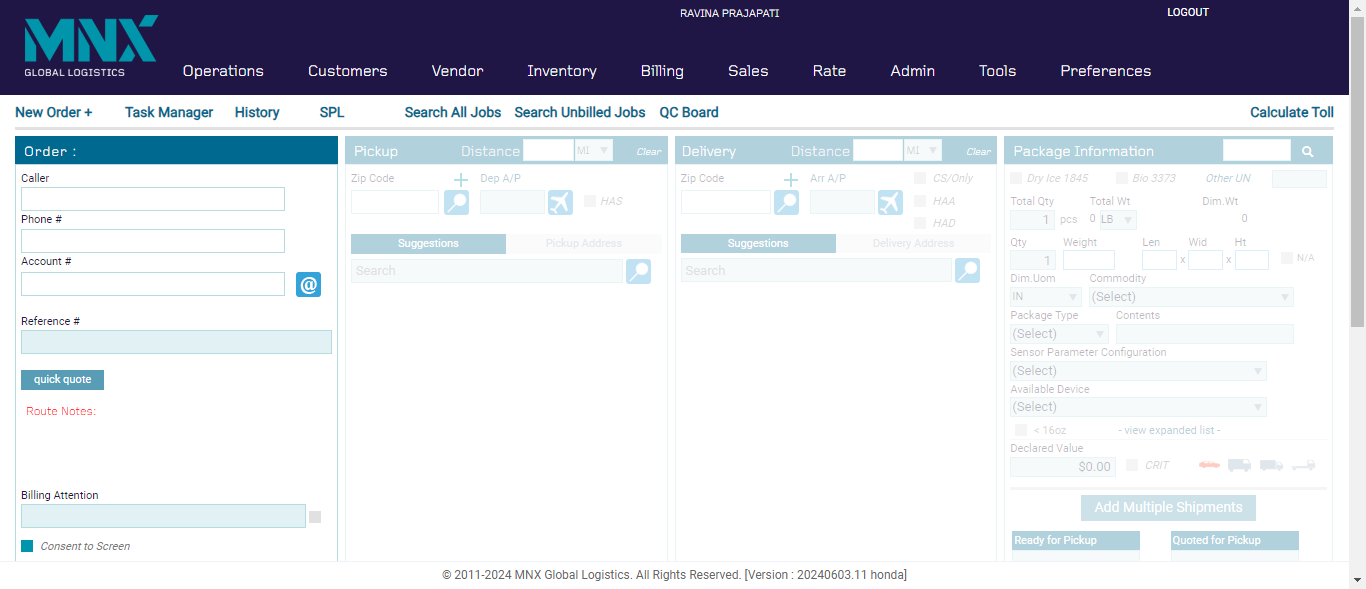 RAVINA PRAJAPATI
LOGOUT
MNX
GLOBAL LOGISTICS
Operations Customers Vendor Inventory Billing Sales Rate Admin Tools Preferences
New Order + Task Manager History SPL Search All Jobs Search Unbilled Jobs QC Board Calculate Toll
Order :
Caller
Phone #
Account #
@
Reference #
quick quote
Route Notes:
Billing Attention
Consent to Screen
Pickup Distance MI Clear
Zip Code + Dep A/P
HAS
Suggestions Pickup Address
Search
Delivery Distance MI Clear
Zip Code + Arr A/P CS/Only
HAA
HAD
Suggestions Delivery Address
Search
Package Information
Dry Ice 1845 Bio 3373 Other UN
Total Qty Total Wt Dim.Wt
1 pcs 0 LB 0
Qty Weight Len Wid Ht
1 x x N/A
Dim.Uom Commodity
IN (Select)
Package Type Contents
(Select)
Sensor Parameter Configuration
(Select)
Available Device
(Select)
< 16oz - view expanded list -
Declared Value
$0.00 CRIT
Add Multiple Shipments
Ready for Pickup Quoted for Pickup
© 2011-2024 MNX Global Logistics. All Rights Reserved. [Version : 20240603.11 honda]